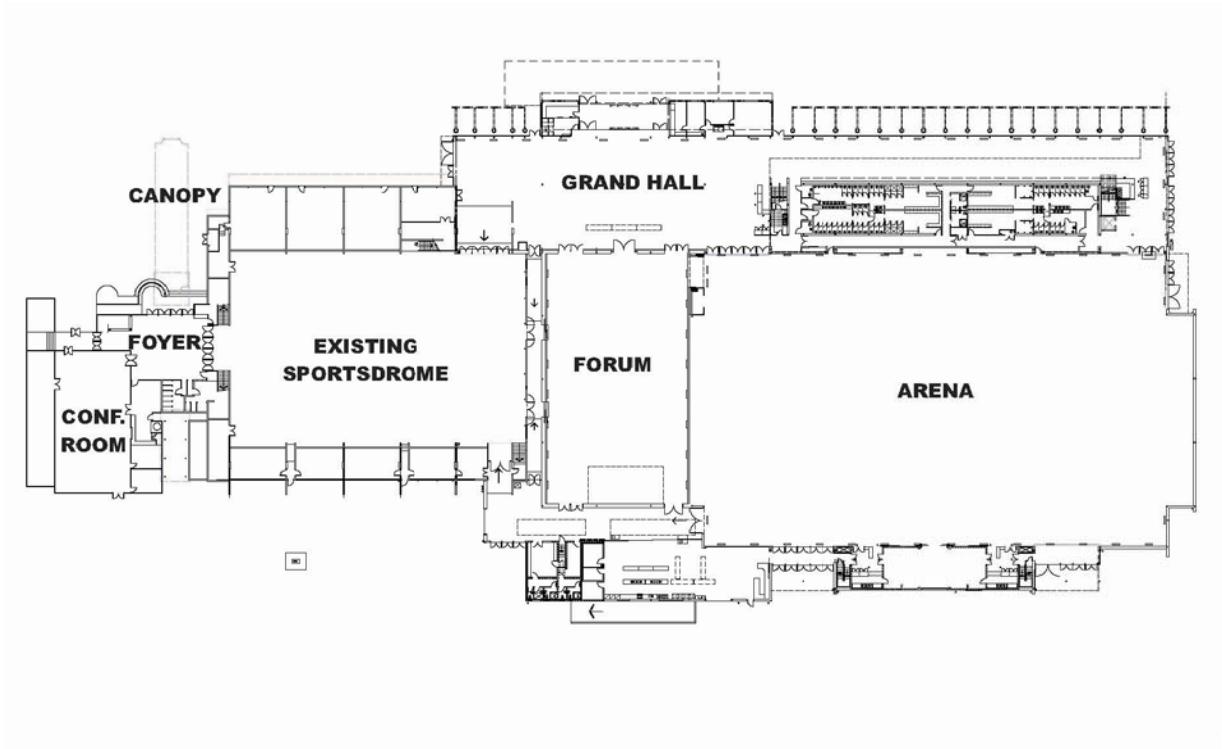 CANOPY
GRAND HALL
FOYER
EXISTING
SPORTSDROME
FORUM
ARENA
CONF.
ROOM